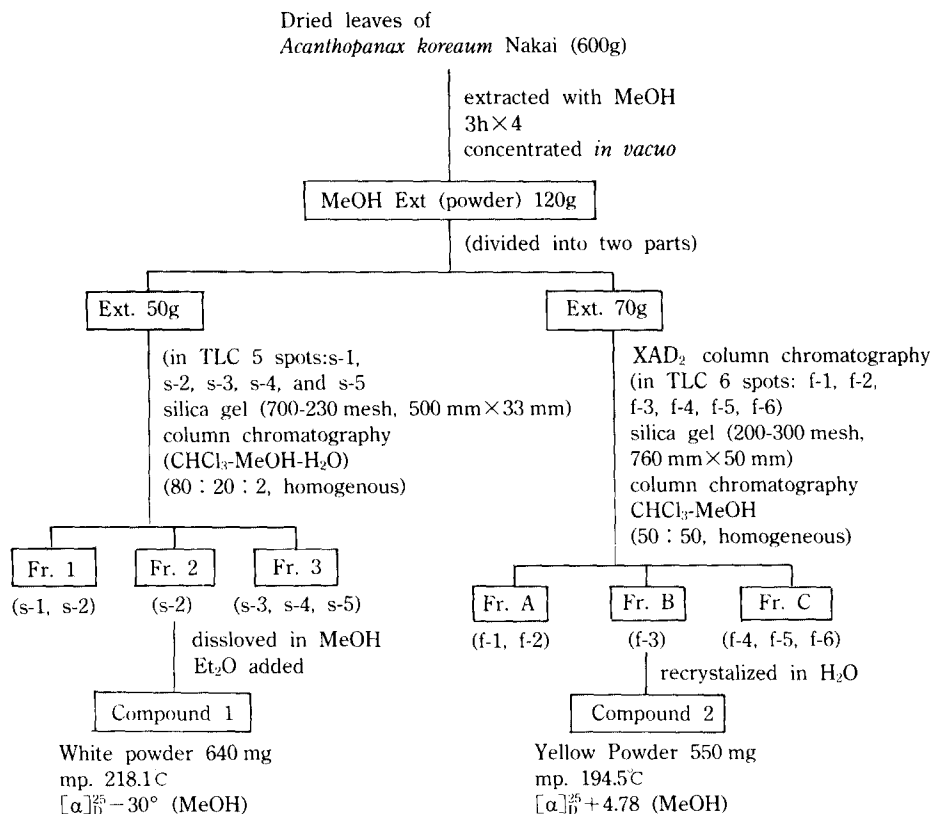 Dried leaves of
Acanthopanax koreaum Nakai (600g)
extracted with MeOH
3h×4
concentrated in vacuo
MeOH Ext (powder) 120g
(divided into two parts)
Ext. 50g
(in TLC 5 spots:s-1,
s-2, s-3, s-4, and s-5
silica gel (700-230 mesh, 500 mm×33 mm)
column chromatography
(CHCl₃-MeOH-H₂O)
(80 : 20 : 2, homogenous)
Fr. 1
Fr. 2
Fr. 3
(s-1, s-2)
(s-2)
(s-3, s-4, s-5)
dissloved in MeOH
Et₂O added
Compound 1
White powder 640 mg
mp. 218.1℃
[α]²⁵D−30° (MeOH)
Ext. 70g
XAD₂ column chromatography
(in TLC 6 spots: f-1, f-2,
f-3, f-4, f-5, f-6)
silica gel (200-300 mesh,
760 mm×50 mm)
column chromatography
CHCl₃-MeOH
(50 : 50, homogeneous)
Fr. A
Fr. B
Fr. C
(f-1, f-2)
(f-3)
(f-4, f-5, f-6)
recrystalized in H₂O
Compound 2
Yellow Powder 550 mg
mp. 194.5℃
[α]²⁵D+4.78 (MeOH)